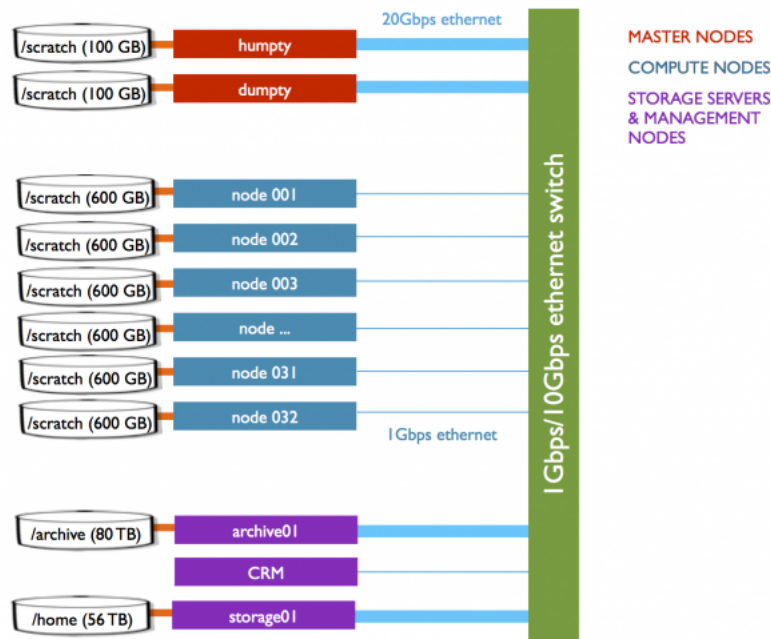 20Gbps ethernet
/scratch (100 GB)
humpty
/scratch (100 GB)
dumpty
MASTER NODES
COMPUTE NODES
STORAGE SERVERS
& MANAGEMENT
NODES
/scratch (600 GB)
node 001
/scratch (600 GB)
node 002
/scratch (600 GB)
node 003
/scratch (600 GB)
node ...
/scratch (600 GB)
node 031
/scratch (600 GB)
node 032
1Gbps ethernet
1Gbps/10Gbps ethernet switch
/archive (80 TB)
archive01
CRM
/home (56 TB)
storage01